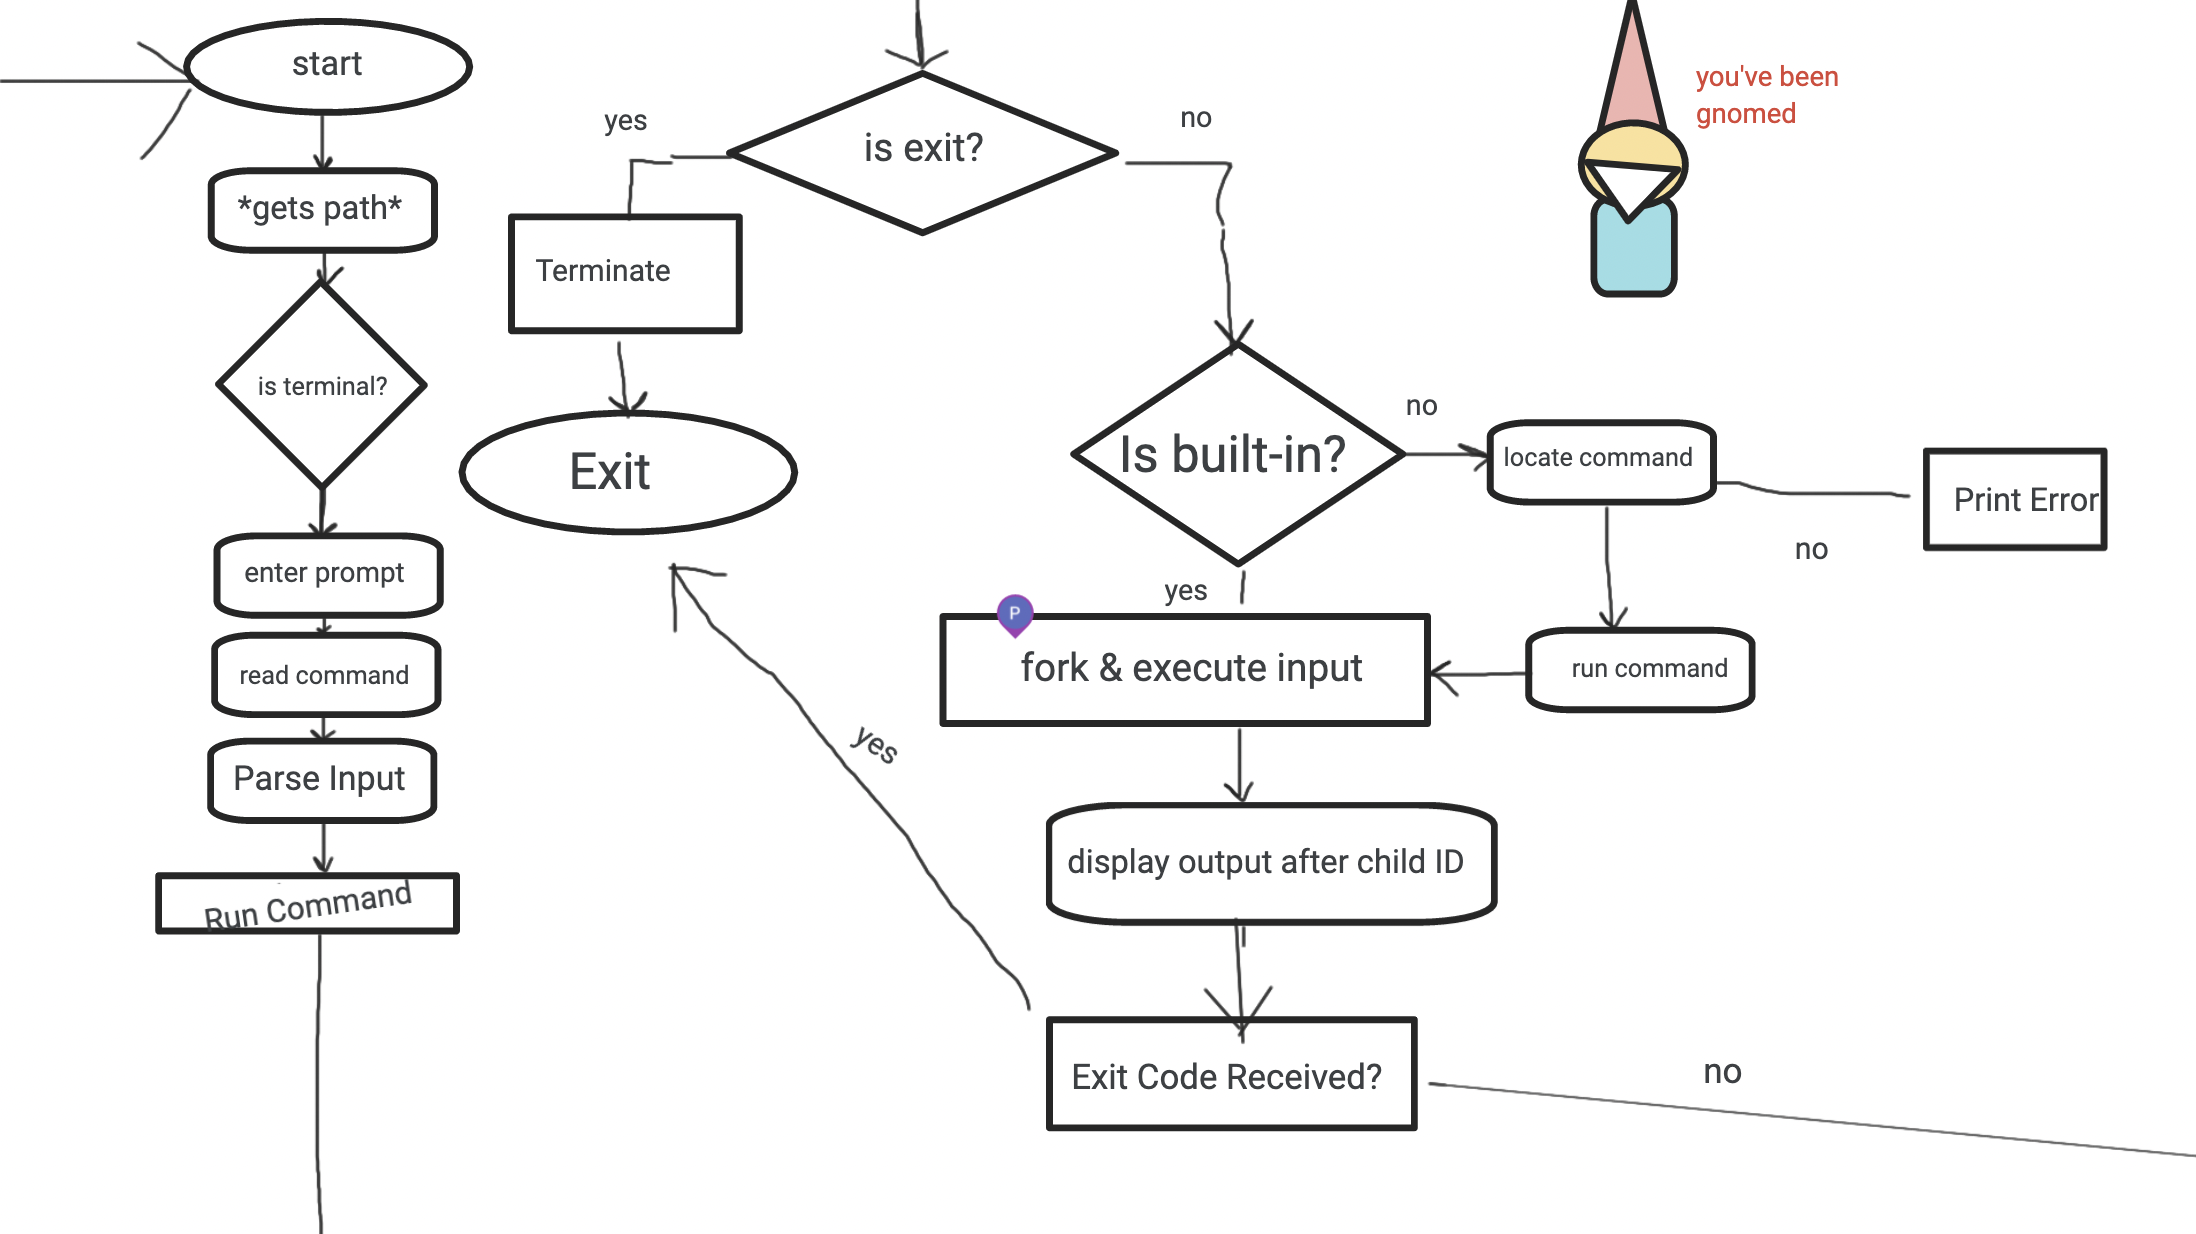 start
*gets path*
is terminal?
enter prompt
read command
Parse Input
Run Command
is exit?
yes
no
Terminate
Exit
Is built-in?
no
locate command
no
Print Error
yes
P
fork & execute input
run command
display output after child ID
Exit Code Received?
yes
no
you've been
gnomed